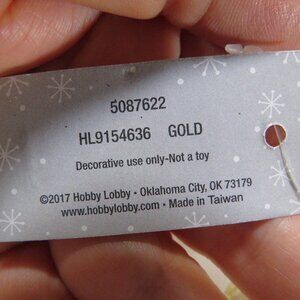 5087622
HL9154636 GOLD
Decorative use only-Not a toy
©2017 Hobby Lobby • Oklahoma City, OK 73179
www.hobbylobby.com • Made in Taiwan